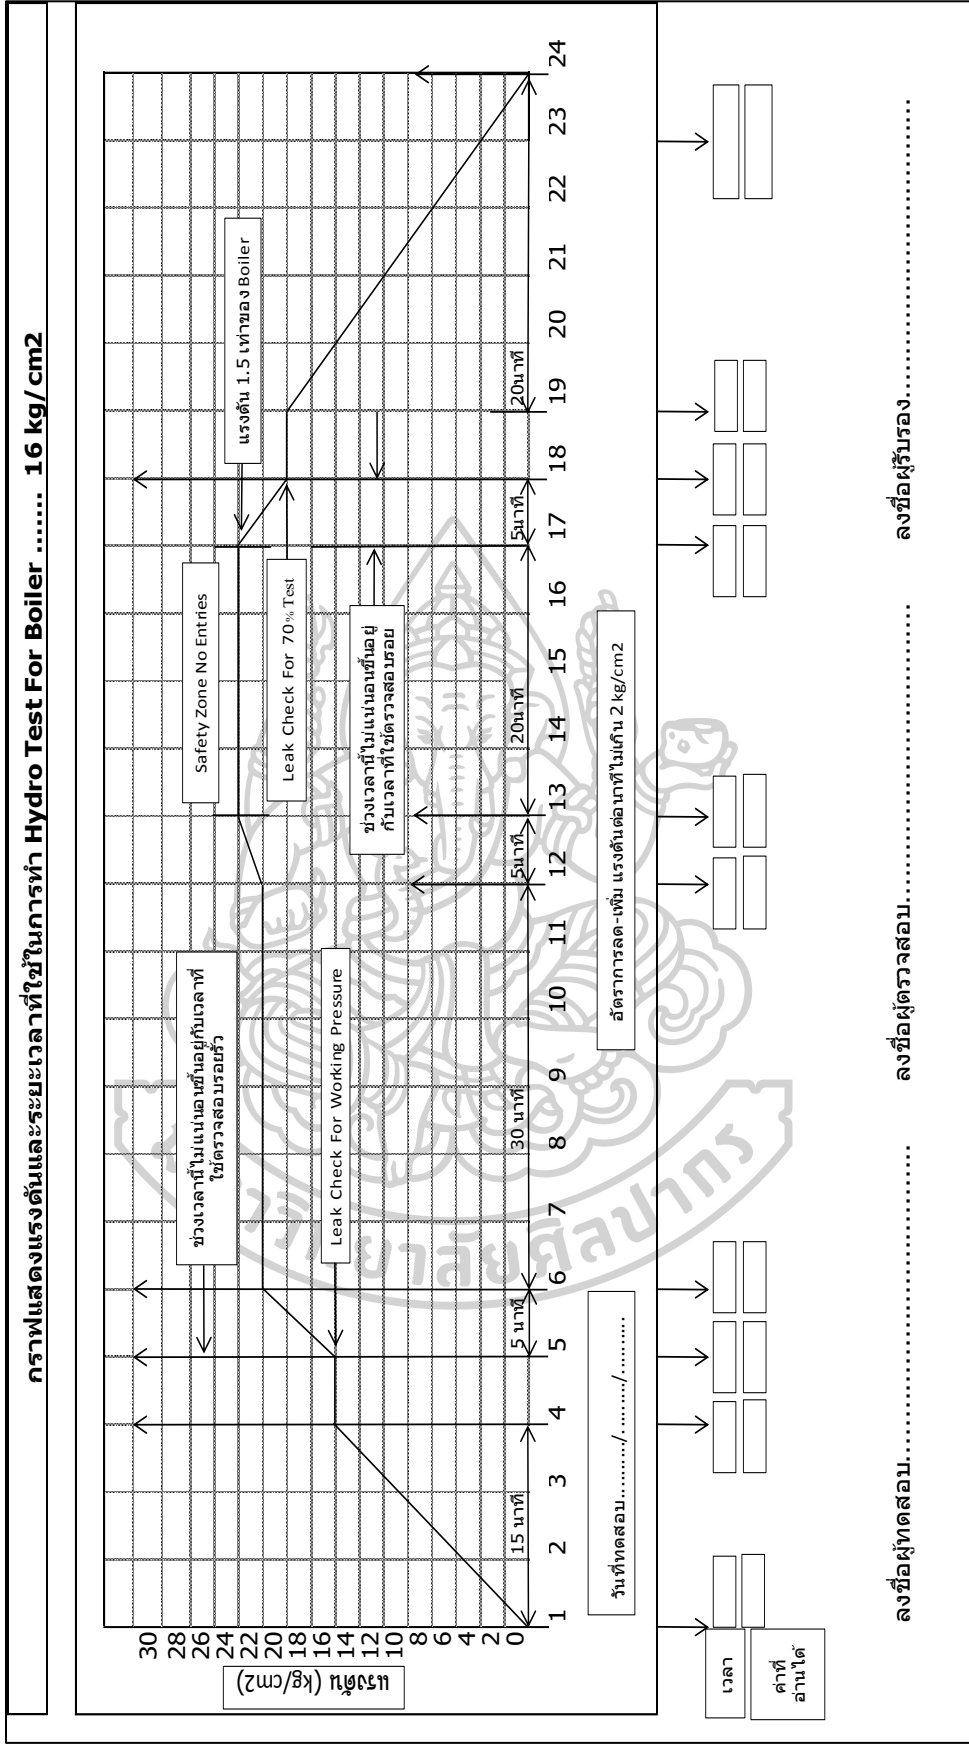 กราฟแสดงแรงดันและระยะเวลาที่ใช้ในการทำ Hydro Test For Boiler ....... 16 kg/cm2
แรงดัน (kg/cm2)
30
28
26
24
22
20
18
16
14
12
10
8
6
4
2
0
แรงดัน 1.5 เท่าของ Boiler
Safety Zone No Entries
Leak Check For 70% Test
ช่วงเวลานี้ไม่แน่นอนขึ้นอยู่กับเวลาที่
ใช้ตรวจสอบรอยรั่ว
Leak Check For Working Pressure
ช่วงเวลานี้ไม่แน่นอนขึ้นอยู่
กับเวลาที่ใช้ตรวจสอบรอย
15 นาที
5 นาที
30 นาที
5นาที
20นาที
5นาที
20นาที
1 2 3 4 5 6 7 8 9 10 11 12 13 14 15 16 17 18 19 20 21 22 23 24
วันที่ทดสอบ........../........./..........
อัตราการลด-เพิ่ม แรงดันต่อนาทีไม่เกิน 2 kg/cm2
เวลา
ค่าที่
อ่านได้
ลงชื่อผู้ทดสอบ............................................................
ลงชื่อผู้ตรวจสอบ............................................................
ลงชื่อผู้รับรอง............................................................